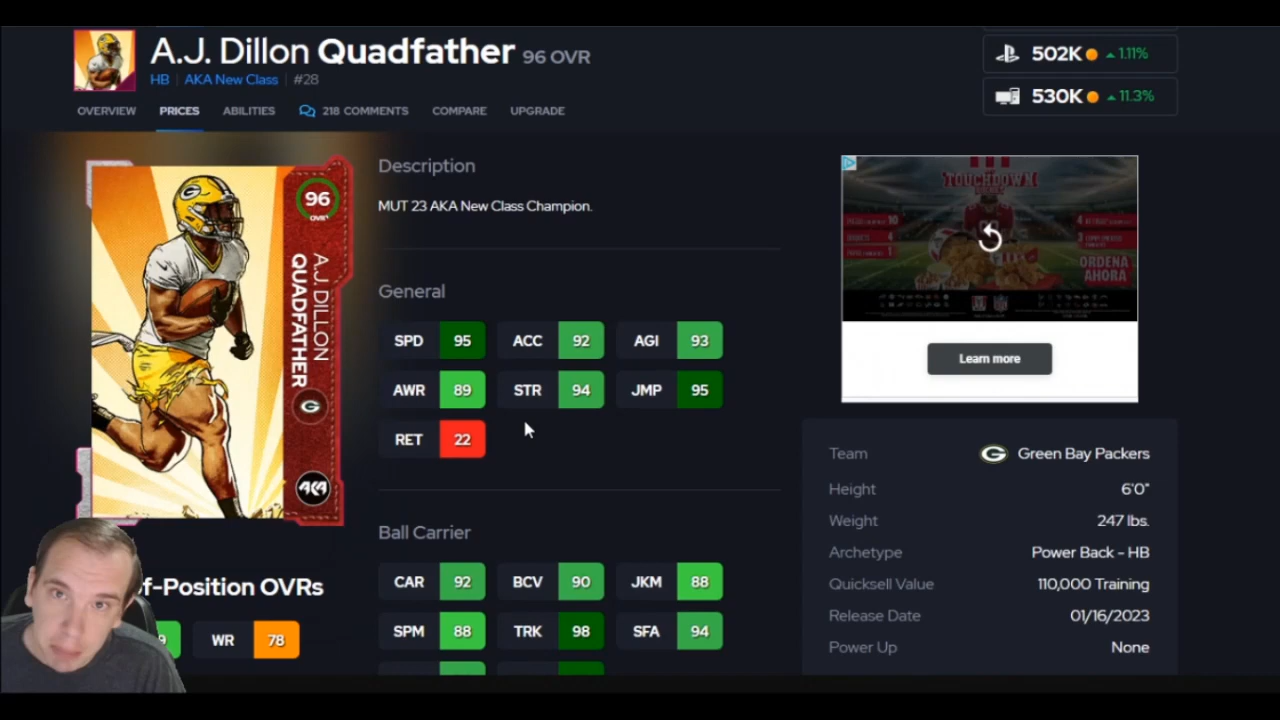 A.J. Dillon Quadfather 96 OVR
HB | AKA New Class | #28
502K 1.11%
530K 11.3%
OVERVIEW PRICES ABILITIES 218 COMMENTS COMPARE UPGRADE
96
OVR
A.J. DILLON
QUADFATHER
AKA
Description
MUT 23 AKA New Class Champion.
General
SPD 95 ACC 92 AGI 93
AWR 89 STR 94 JMP 95
RET 22
Ball Carrier
CAR 92 BCV 90 JKM 88
SPM 88 TRK 98 SFA 94
f-Position OVRs
9 WR 78
TOUCHDOWN
ORDENA
AHORA
Learn more
Team Green Bay Packers
Height 6'0"
Weight 247 lbs.
Archetype Power Back - HB
Quicksell Value 110,000 Training
Release Date 01/16/2023
Power Up None